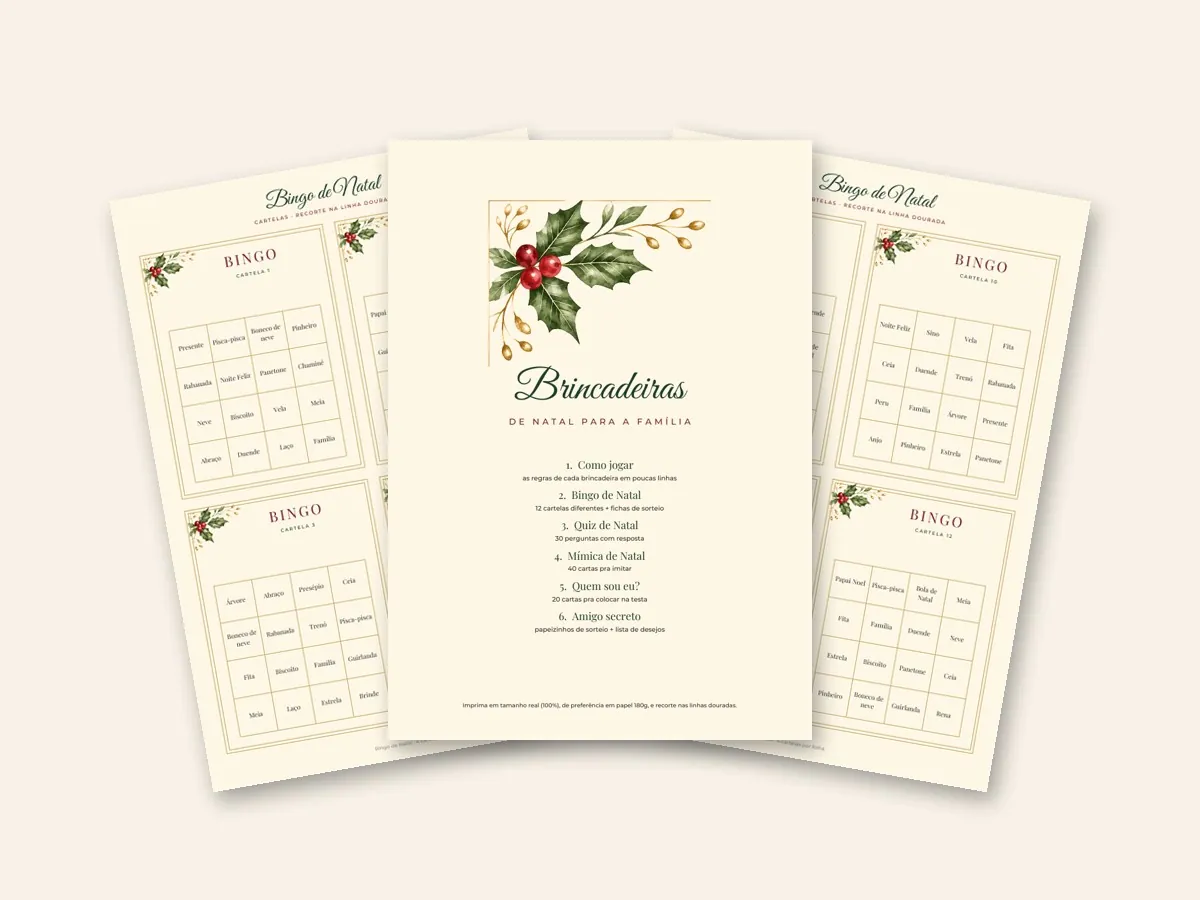 Bingo de Natal
CARTELAS · RECORTE NA LINHA
BINGO
CARTELA 1
Presente Pisca-pisca Boneco de neve Pinheiro
Rabanada Noite Feliz Panetone Chaminé
Neve Biscoito Vela Meia
Abraço Duende Laço Família
BINGO
CARTELA 3
Árvore Abraço Presépio Ceia
Boneco de neve Rabanada Trenó Pisca-pisca
Fita Biscoito Família Guirlanda
Meia Laço Estrela Brinde
Brincadeiras
DE NATAL PARA A FAMÍLIA
1. Como jogar
as regras de cada brincadeira em poucas linhas
2. Bingo de Natal
12 cartelas diferentes + fichas de sorteio
3. Quiz de Natal
30 perguntas com resposta
4. Mímica de Natal
40 cartas pra imitar
5. Quem sou eu?
20 cartas pra colocar na testa
6. Amigo secreto
papeizinhos de sorteio + lista de desejos
Imprima em tamanho real (100%), de preferência em papel 180g, e recorte nas linhas douradas.
Bingo de Natal
RECORTE NA LINHA DOURADA
BINGO
CARTELA 10
Noite Feliz Sino Vela Fita
Ceia Duende Trenó Rabanada
Peru Família Árvore Presente
Anjo Pinheiro Estrela Panetone
BINGO
CARTELA 12
Papai Noel Pisca-pisca Bola de Natal Meia
Fita Família Duende Neve
Estrela Biscoito Panetone Ceia
Pinheiro Boneco de neve Guirlanda Rena